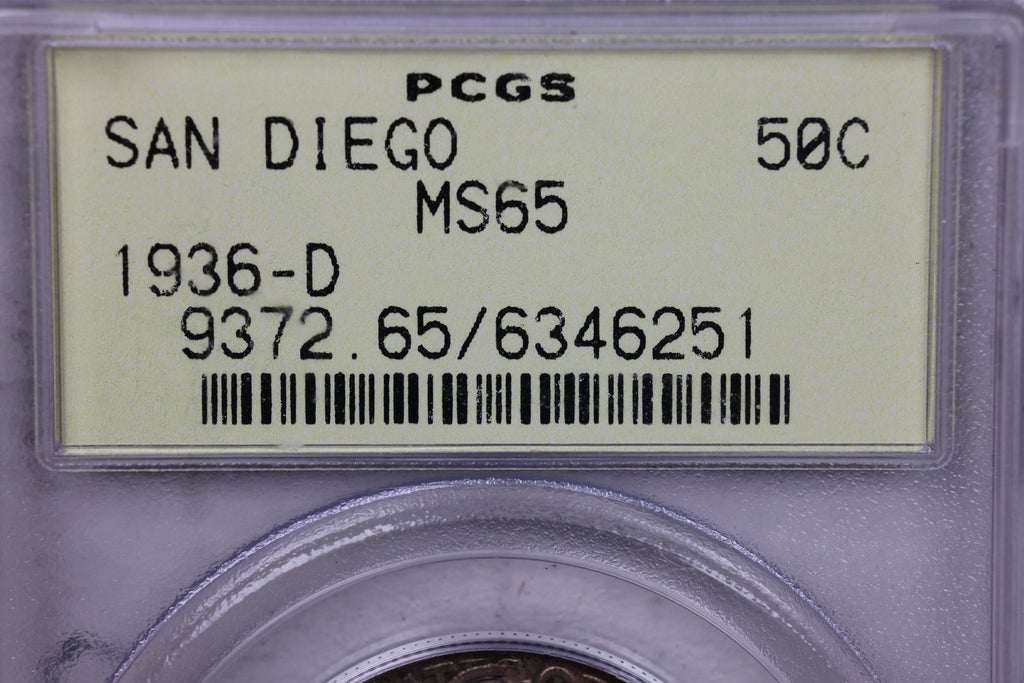 PCGS
SAN DIEGO 50C
MS65
1936-D
9372.65/6346251